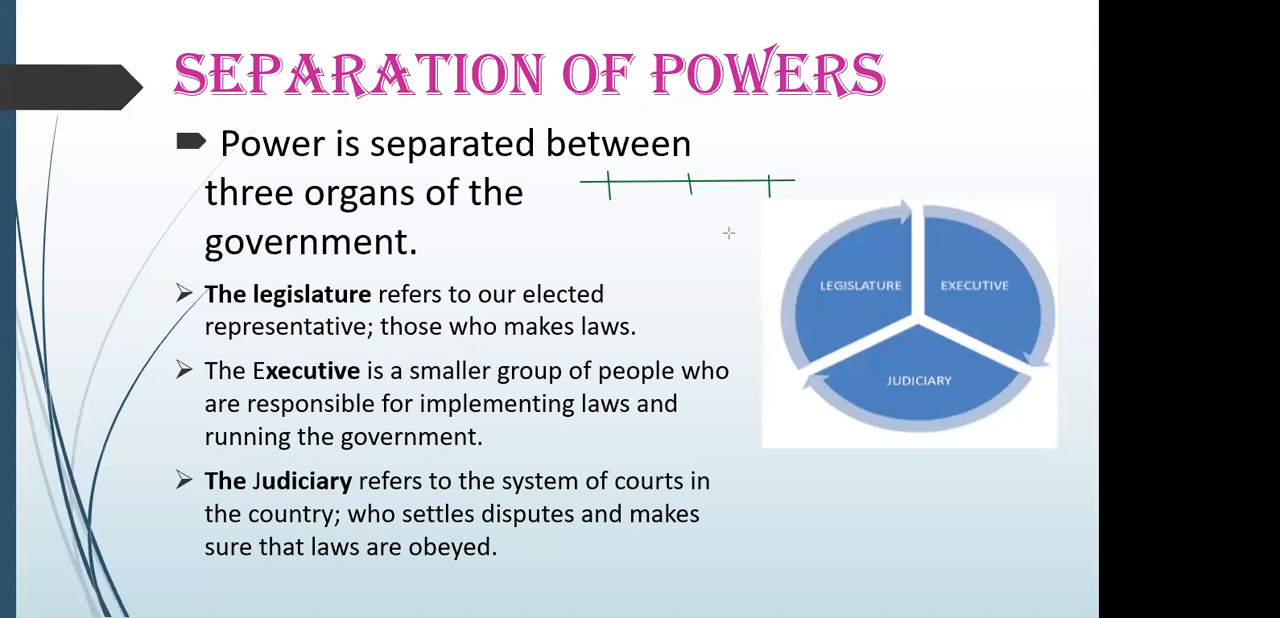 SEPARATION OF POWERS
Power is separated between
three organs of the
government.
The legislature refers to our elected
representative; those who makes laws.
The Executive is a smaller group of people who
are responsible for implementing laws and
running the government.
The Judiciary refers to the system of courts in
the country; who settles disputes and makes
sure that laws are obeyed.
LEGISLATURE
EXECUTIVE
JUDICIARY